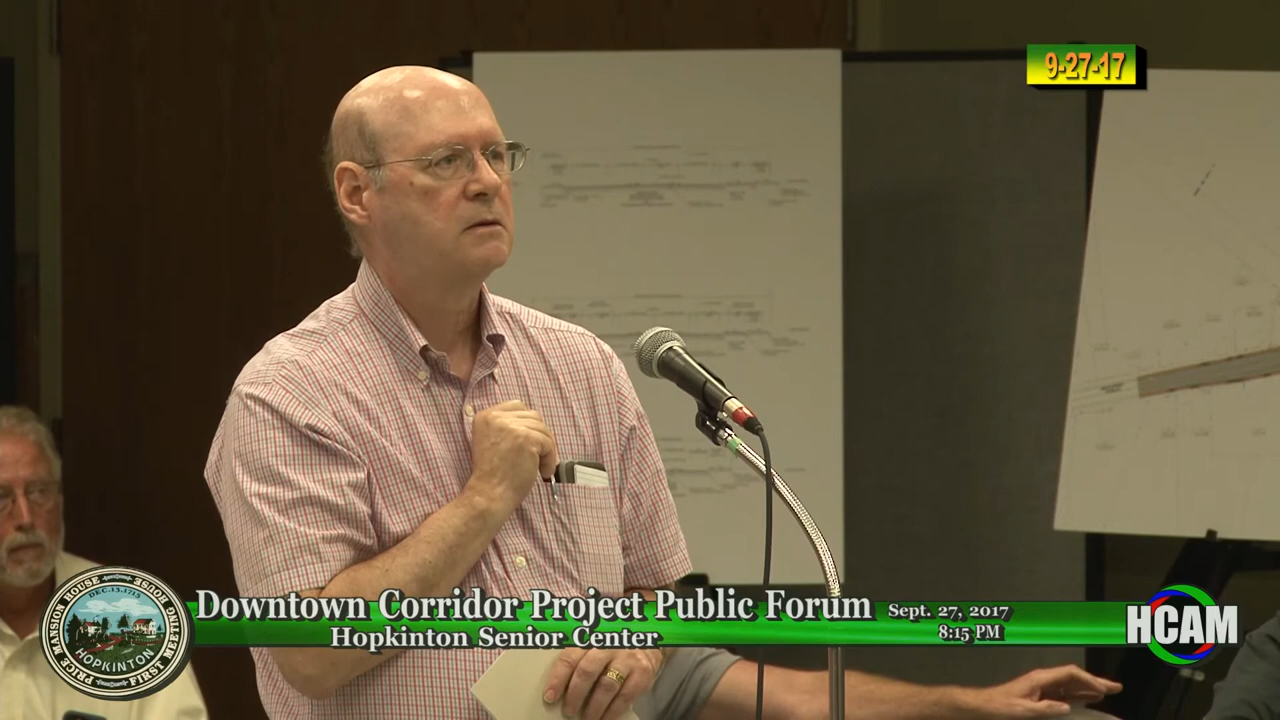 9-27-17
Downtown Corridor Project Public Forum
Sept. 27, 2017
Hopkinton Senior Center
8:15 PM
HCAM
PRICE MANSION HOUSE
FIRST MEETING HOUSE
DEC.13.1715
HOPKINTON